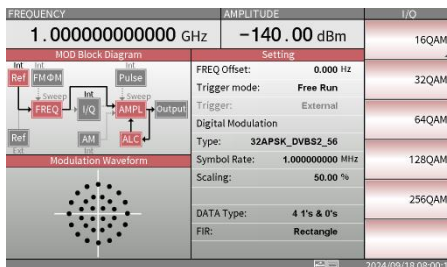 FREQUENCY AMPLITUDE I/Q
1.000000000000 GHz -140.00 dBm
MOD Block Diagram
Int Int Int
Ref FMΦM Pulse
Sweep Int Sweep
FREQ I/Q AMPL Output
Ref AM ALC
Ext Int
Modulation Waveform
Setting
FREQ Offset: 0.000 Hz
Trigger mode: Free Run
Trigger: External
Digital Modulation
Type: 32APSK_DVBS2_56
Symbol Rate: 1.000000000 MHz
Scaling: 50.00 %
DATA Type: 4 1's & 0's
FIR: Rectangle
16QAM
32QAM
64QAM
128QAM
256QAM